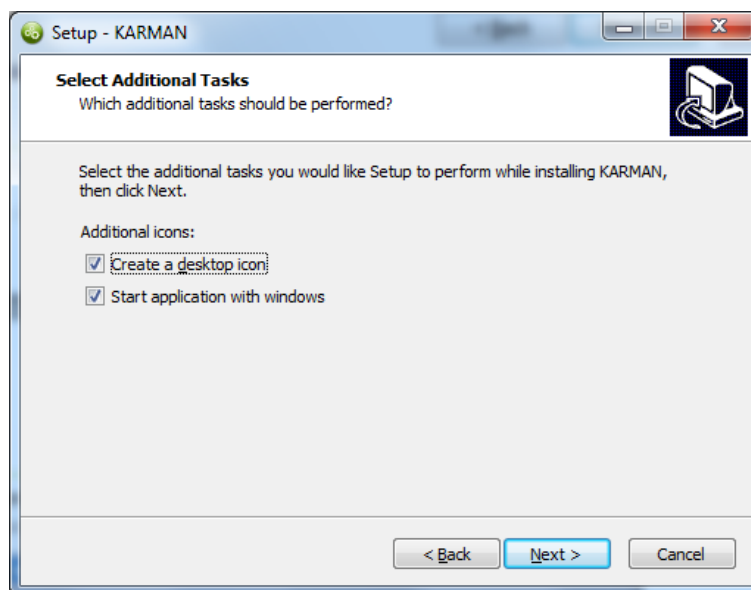 Setup - KARMAN
Select Additional Tasks
Which additional tasks should be performed?
Select the additional tasks you would like Setup to perform while installing KARMAN,
then click Next.
Additional icons:
Create a desktop icon
Start application with windows
< Back
Next >
Cancel